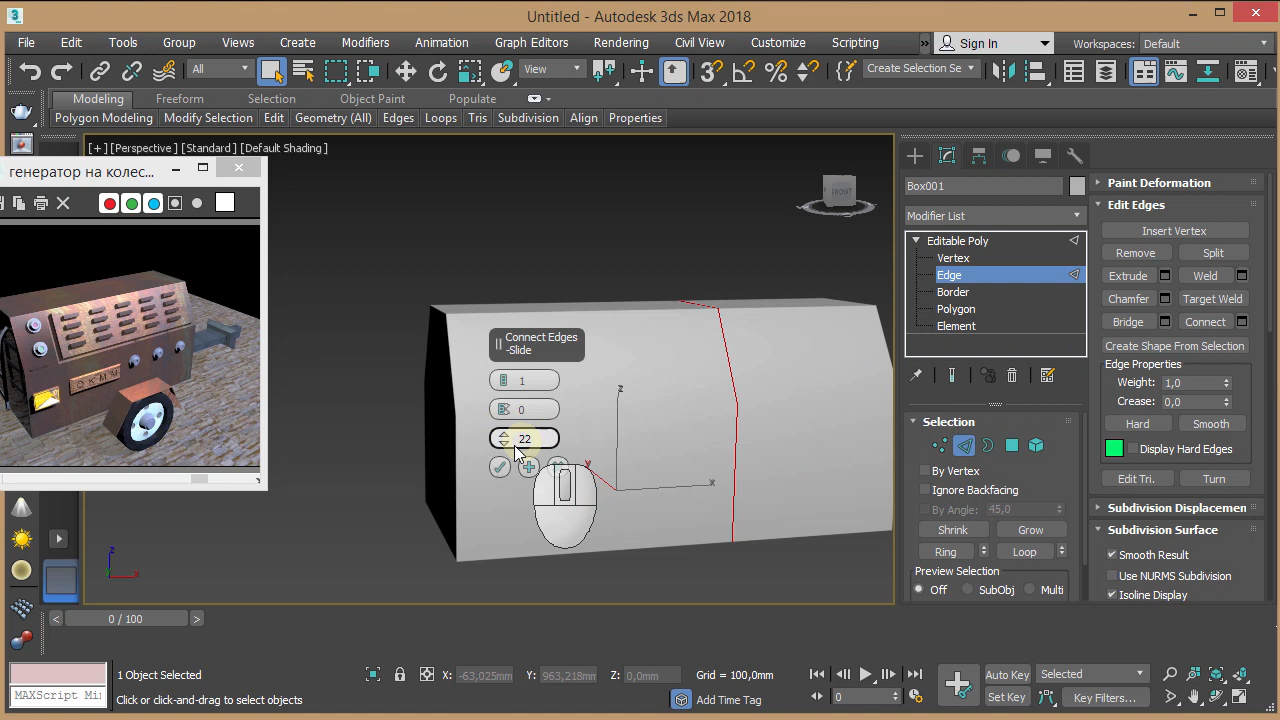 Untitled - Autodesk 3ds Max 2018
File Edit Tools Group Views Create Modifiers Animation Graph Editors Rendering Civil View Customize Scripting » Sign In Workspaces: Default
All View Create Selection Se
Modeling Freeform Selection Object Paint Populate
Polygon Modeling Modify Selection Edit Geometry (All) Edges Loops Tris Subdivision Align Properties
[+] [Perspective] [Standard] [Default Shading]
генератор на колес...
FRONT
Box001
Modifier List
Editable Poly
Vertex
Edge
Border
Polygon
Element
Selection
By Vertex
Ignore Backfacing
By Angle: 45,0
Shrink Grow
Ring Loop
Preview Selection
Off SubObj Multi
Paint Deformation
Edit Edges
Insert Vertex
Remove Split
Extrude Weld
Chamfer Target Weld
Bridge Connect
Create Shape From Selection
Edge Properties
Weight: 1,0
Crease: 0,0
Hard Smooth
Display Hard Edges
Edit Tri. Turn
Subdivision Displacemen
Subdivision Surface
Smooth Result
Use NURMS Subdivision
Isoline Display
Connect Edges
-Slide
1
0
22
z
y
x
z
x
< 0 / 100 >
1 Object Selected
X: -63,025mm Y: 963,218mm Z: 0,0mm Grid = 100,0mm
MAXScript Mi
Click or click-and-drag to select objects
Add Time Tag
0
Auto Key Selected
Set Key Key Filters...